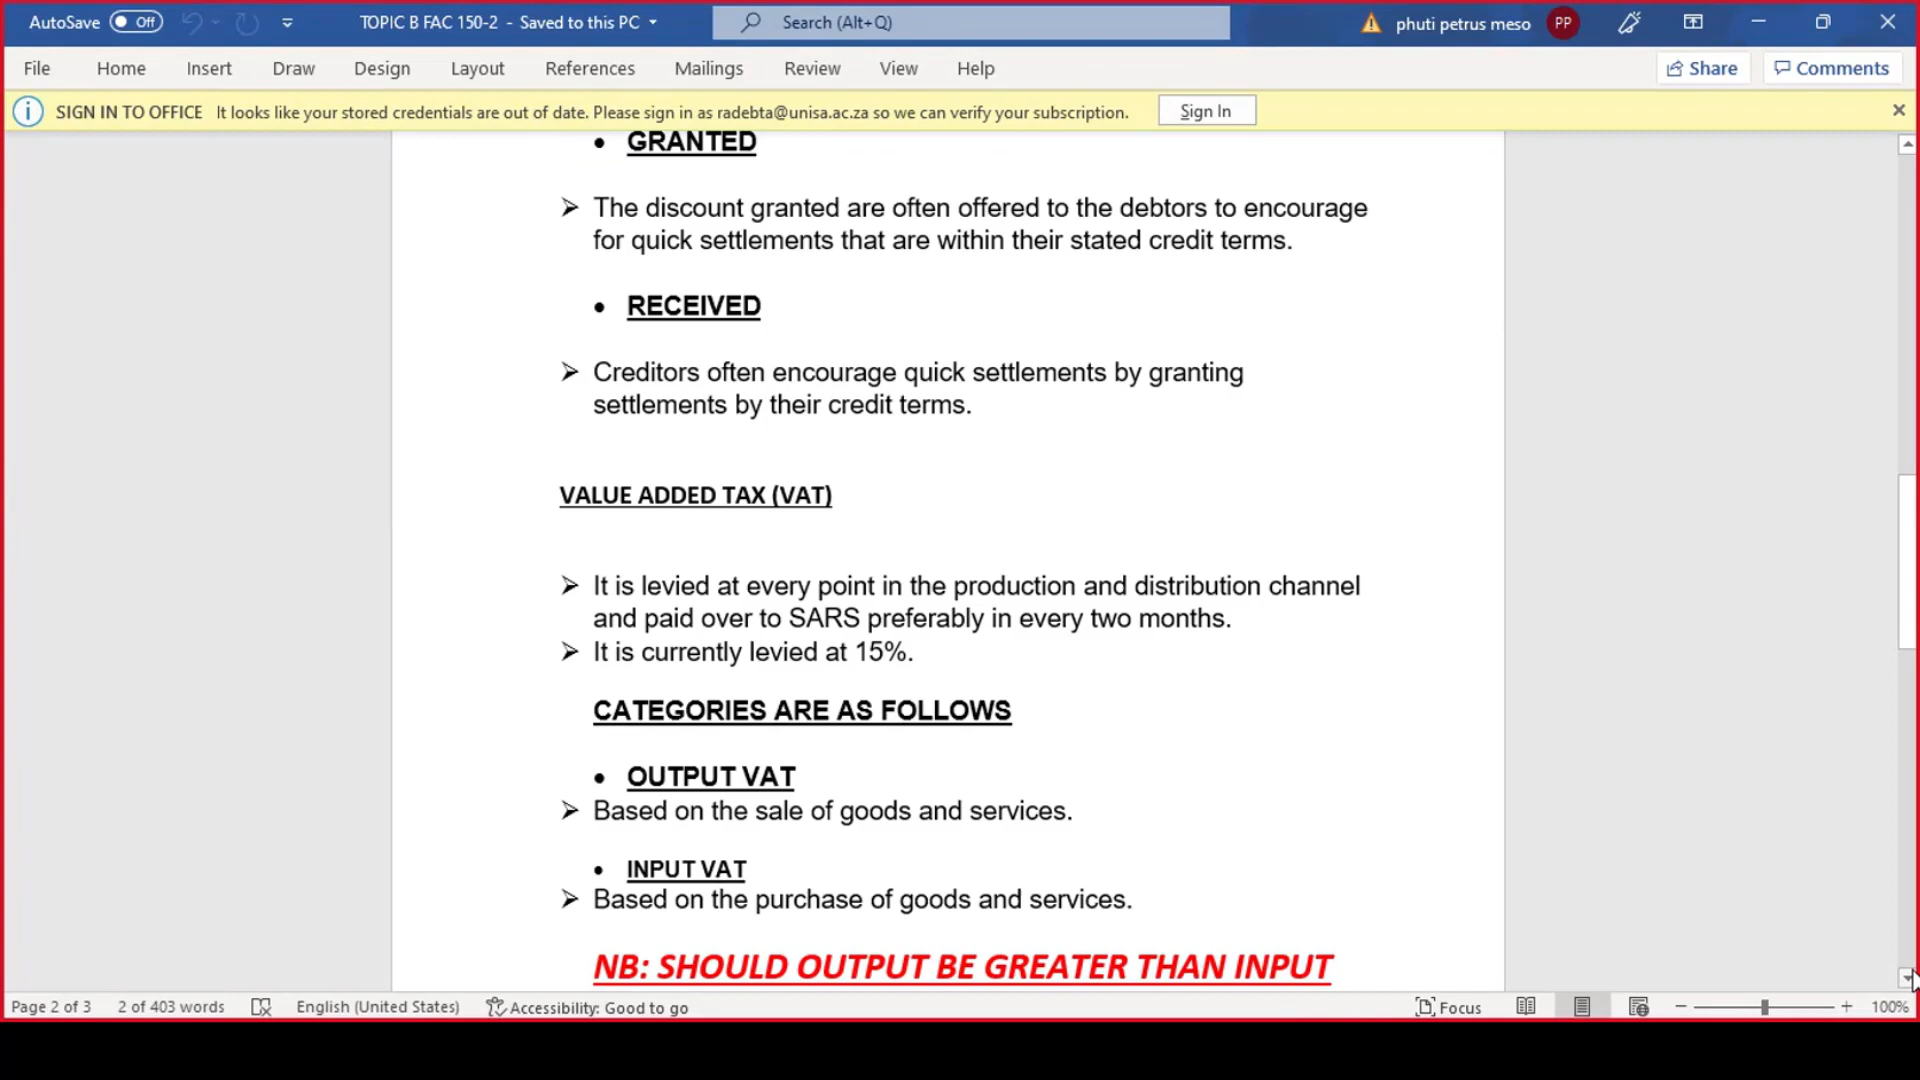 AutoSave Off TOPIC B FAC 150-2 - Saved to this PC Search (Alt+Q) phuti petrus meso PP
File Home Insert Draw Design Layout References Mailings Review View Help Share Comments
SIGN IN TO OFFICE It looks like your stored credentials are out of date. Please sign in as radebta@unisa.ac.za so we can verify your subscription. Sign In
• GRANTED
➢ The discount granted are often offered to the debtors to encourage
for quick settlements that are within their stated credit terms.
• RECEIVED
➢ Creditors often encourage quick settlements by granting
settlements by their credit terms.
VALUE ADDED TAX (VAT)
➢ It is levied at every point in the production and distribution channel
and paid over to SARS preferably in every two months.
➢ It is currently levied at 15%.
CATEGORIES ARE AS FOLLOWS
• OUTPUT VAT
➢ Based on the sale of goods and services.
• INPUT VAT
➢ Based on the purchase of goods and services.
NB: SHOULD OUTPUT BE GREATER THAN INPUT
Page 2 of 3 2 of 403 words English (United States) Accessibility: Good to go Focus 100%